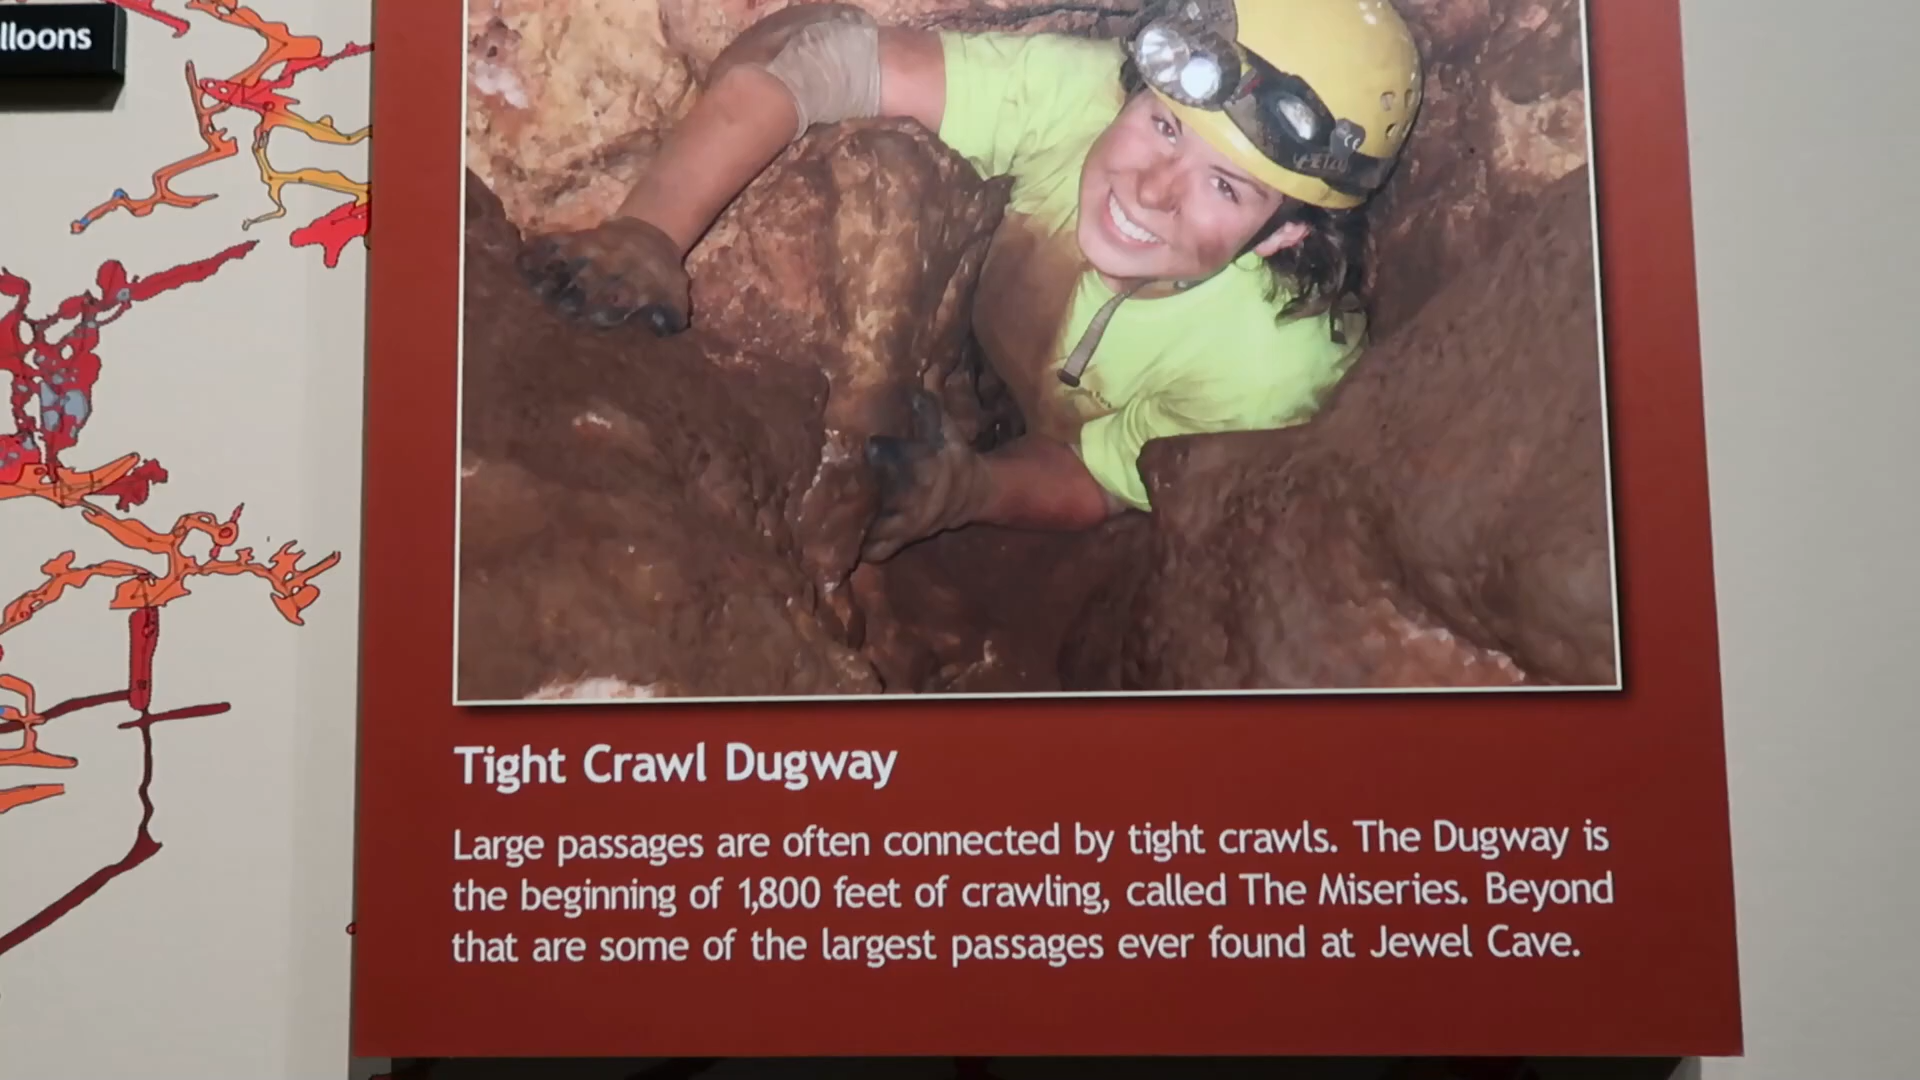 lloons
PETZL
Tight Crawl Dugway
Large passages are often connected by tight crawls. The Dugway is
the beginning of 1,800 feet of crawling, called The Miseries. Beyond
that are some of the largest passages ever found at Jewel Cave.